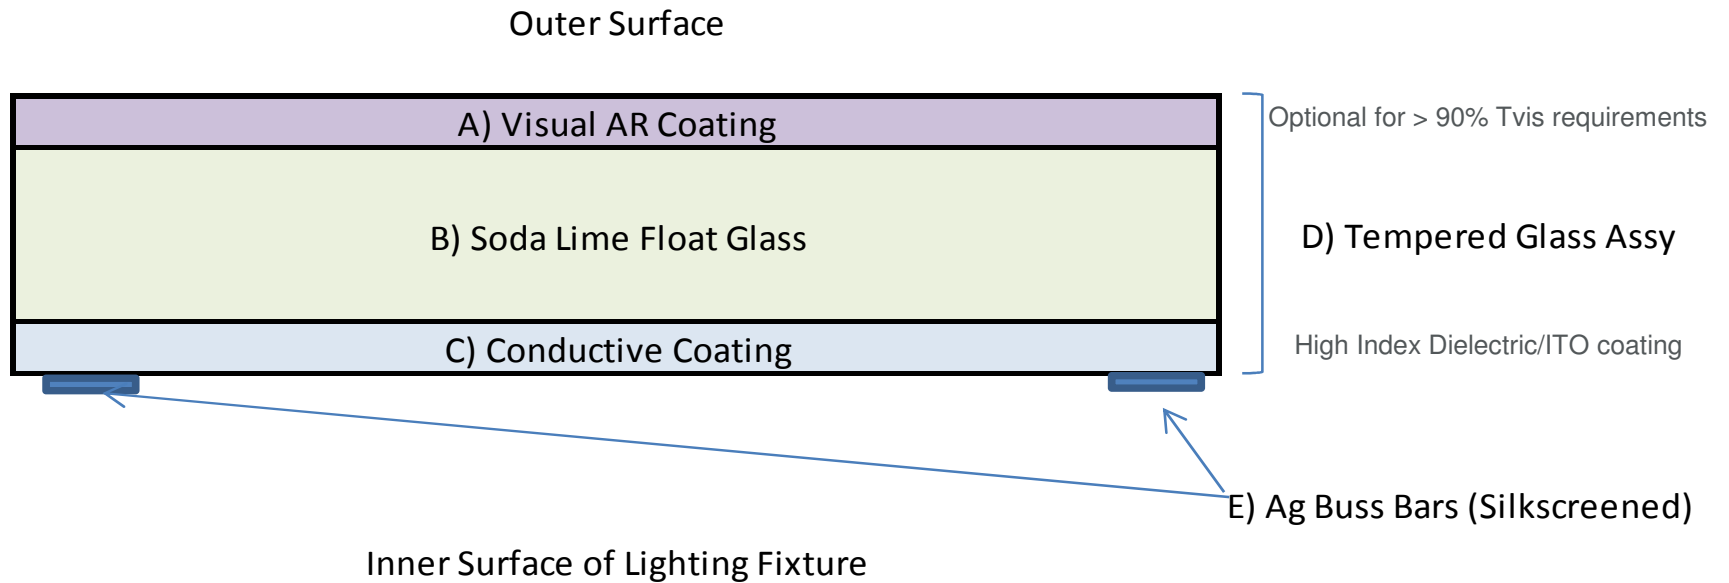 Outer Surface
A) Visual AR Coating
Optional for > 90% Tvis requirements
B) Soda Lime Float Glass
D) Tempered Glass Assy
C) Conductive Coating
High Index Dielectric/ITO coating
E) Ag Buss Bars (Silkscreened)
Inner Surface of Lighting Fixture